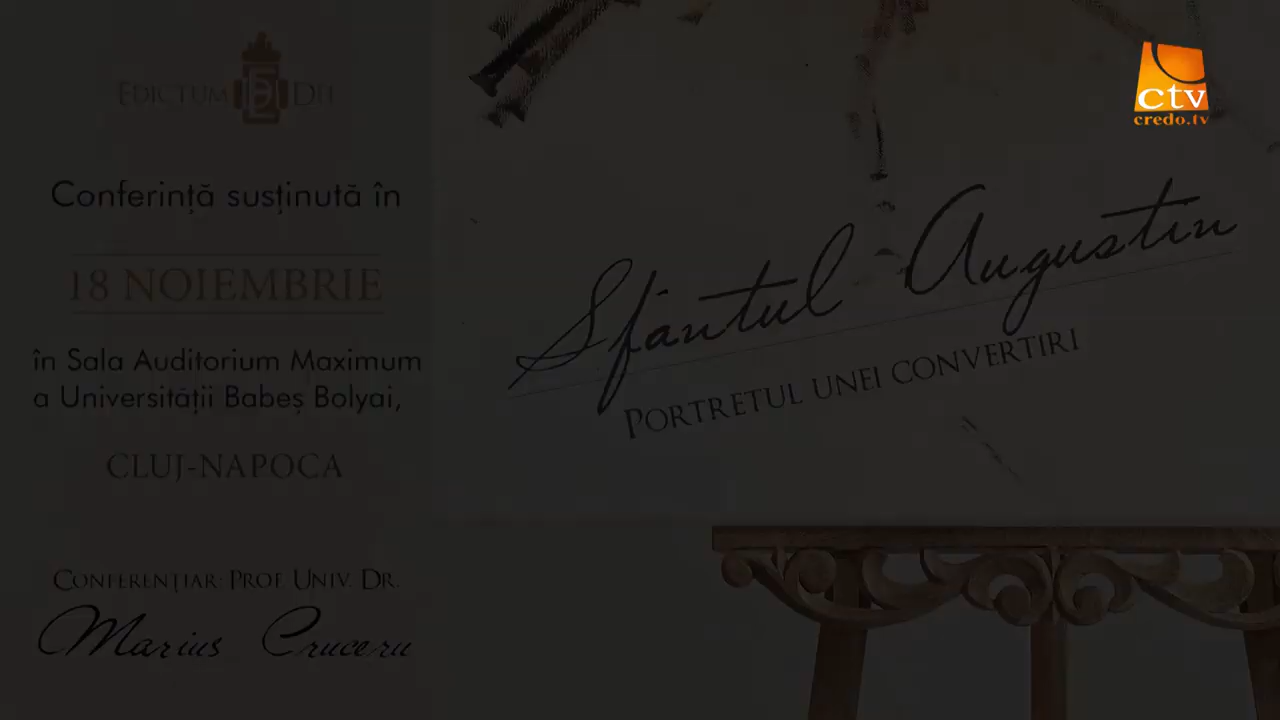 EDICTUM DEI
Conferință susținută în
18 NOIEMBRIE
în Sala Auditorium Maximum
a Universității Babeș Bolyai,
CLUJ-NAPOCA
CONFERENȚIAR: PROF. UNIV. DR.
Marius Cruceru
ctv
credo.tv
Sfântul Augustin
PORTRETUL UNEI CONVERTIRI